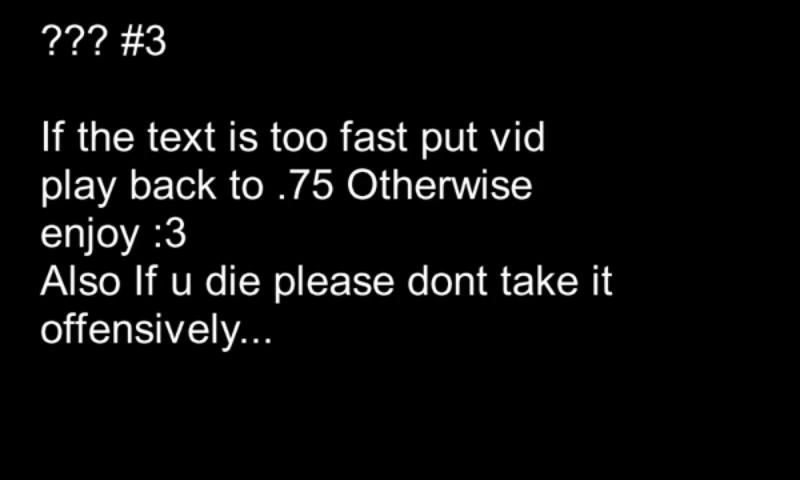 ??? #3
If the text is too fast put vid
play back to .75 Otherwise
enjoy :3
Also If u die please dont take it
offensively...